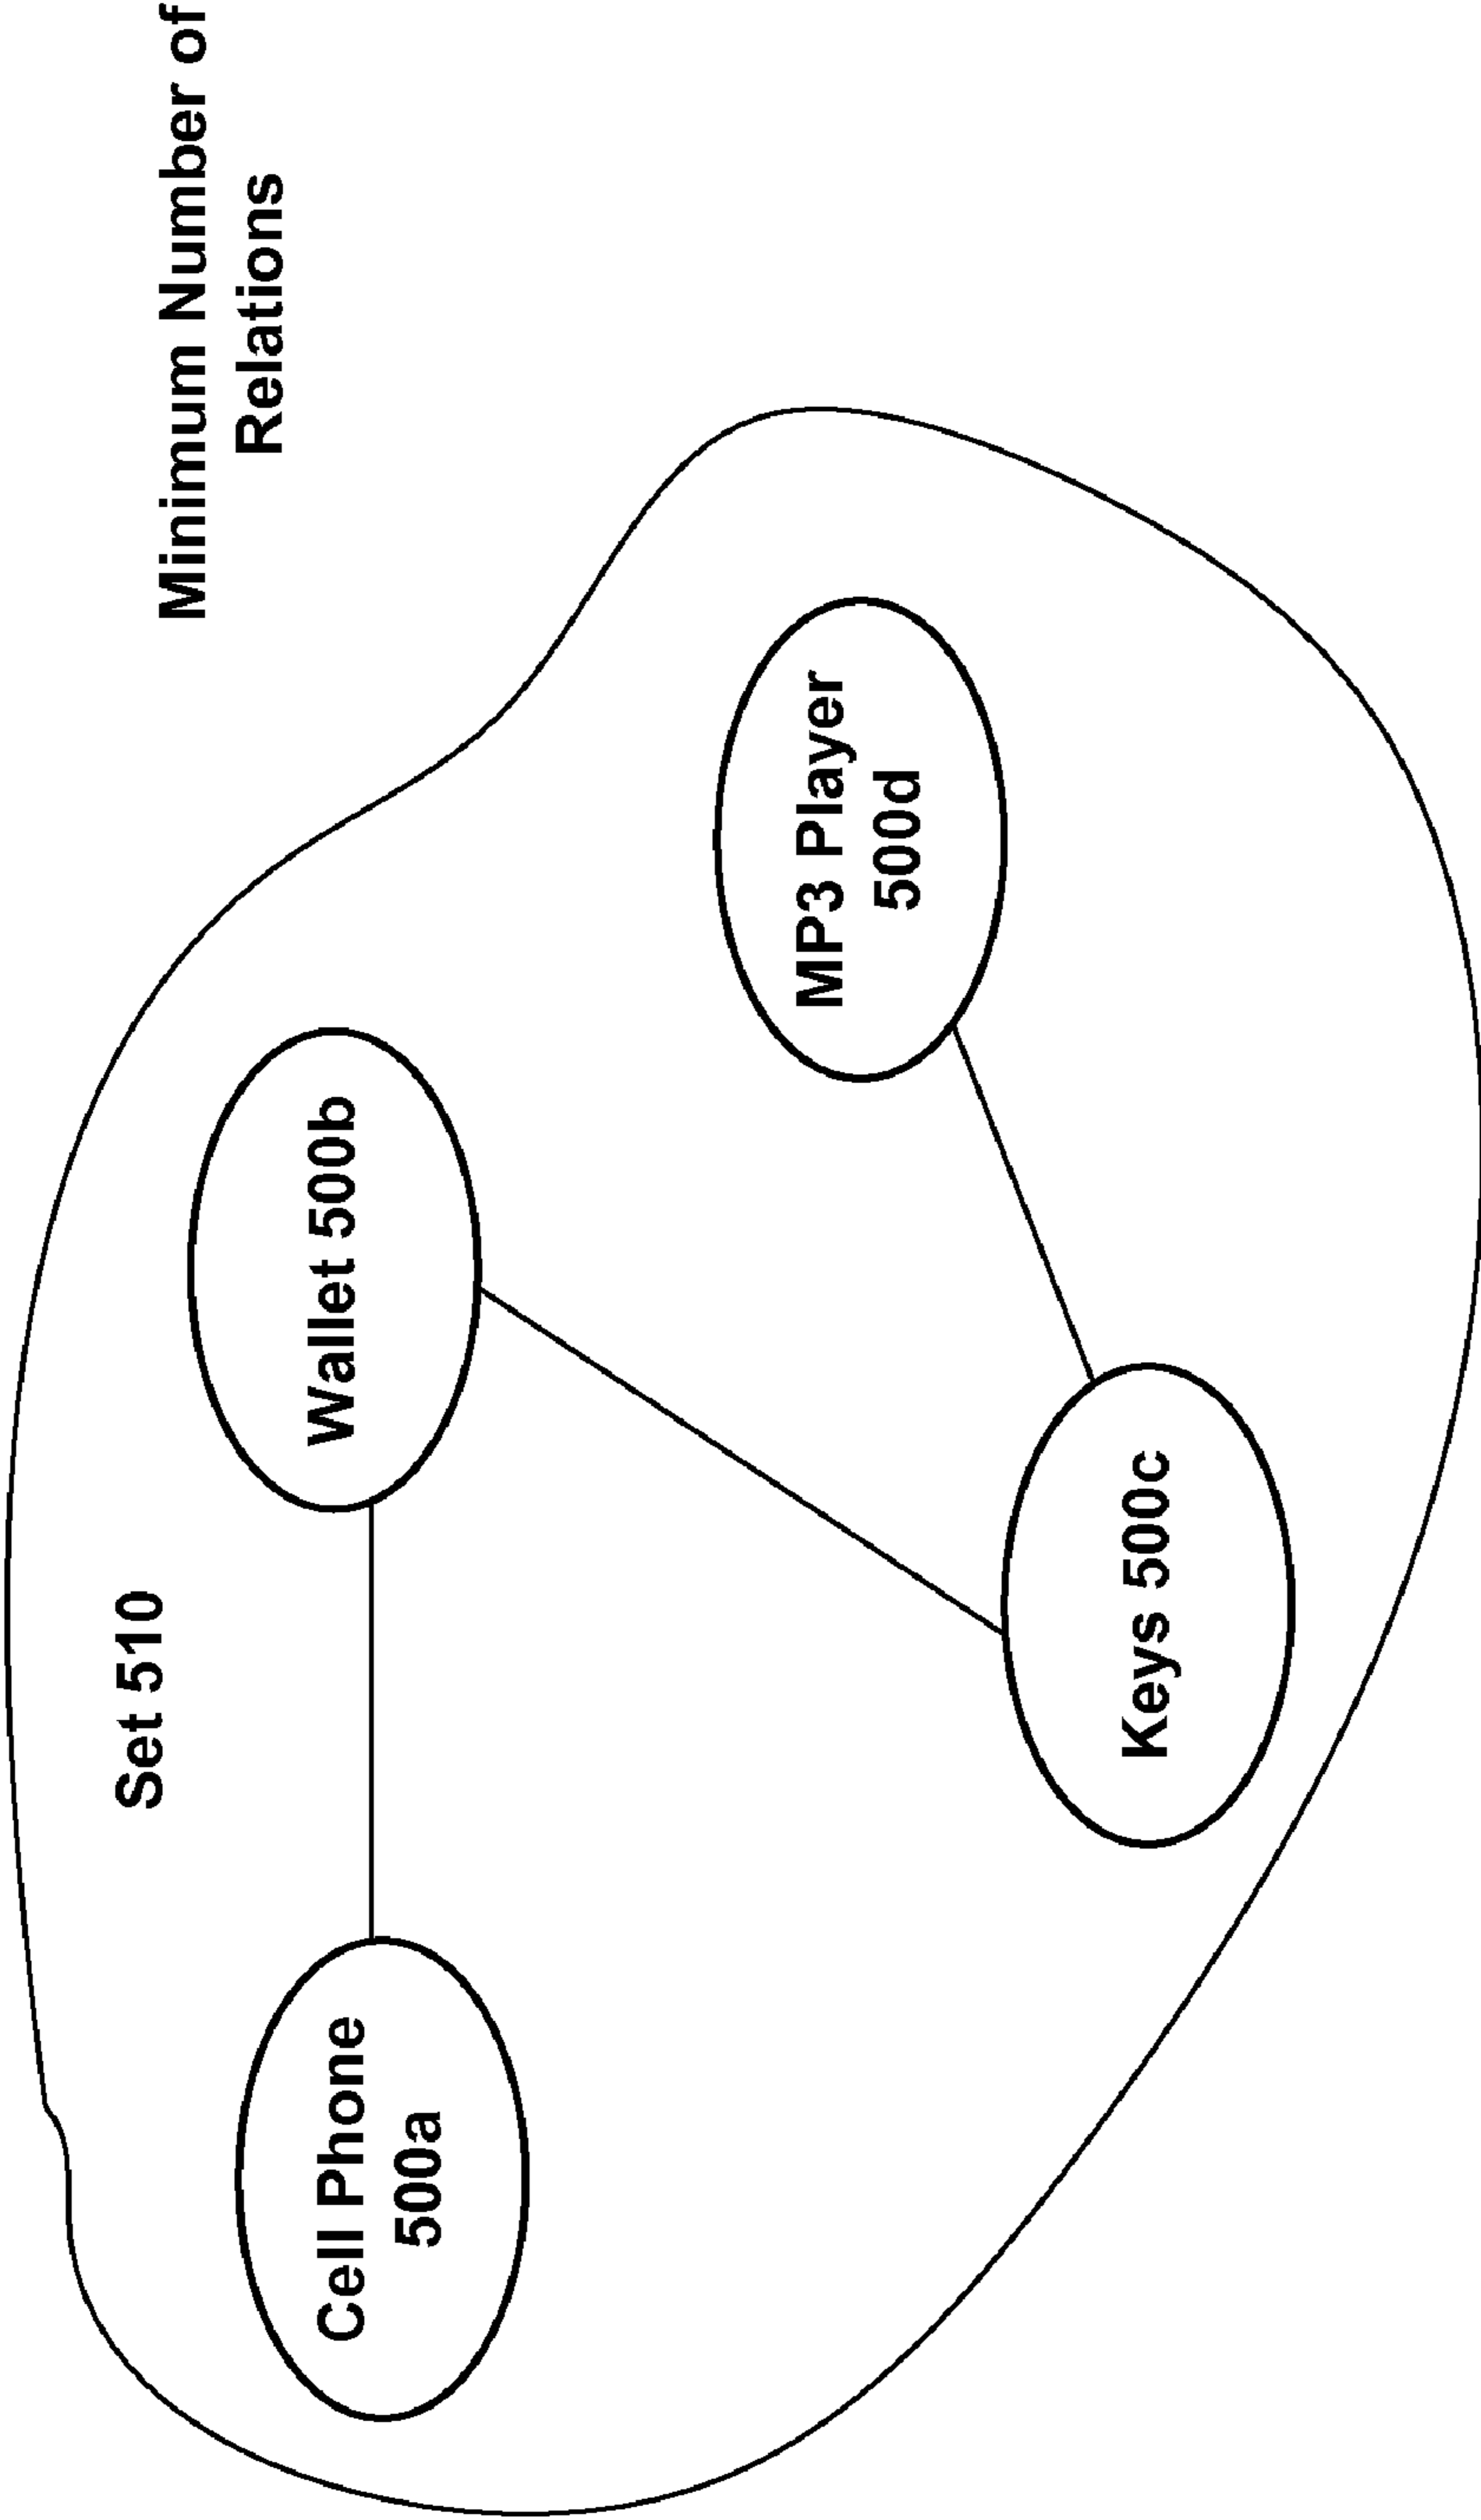 Minimum Number of
Relations
Set 510
Cell Phone
500a
Wallet 500b
Keys 500c
MP3 Player
500d